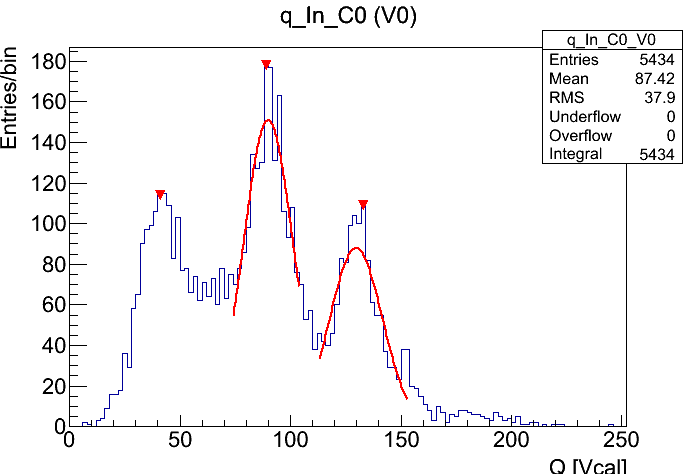 q_In_C0 (V0)
q_In_C0_V0
Entries 5434
Mean 87.42
RMS 37.9
Underflow 0
Overflow 0
Integral 5434
Entries/bin
180
160
140
120
100
80
60
40
20
0
0 50 100 150 200 250
Q [Vcal]